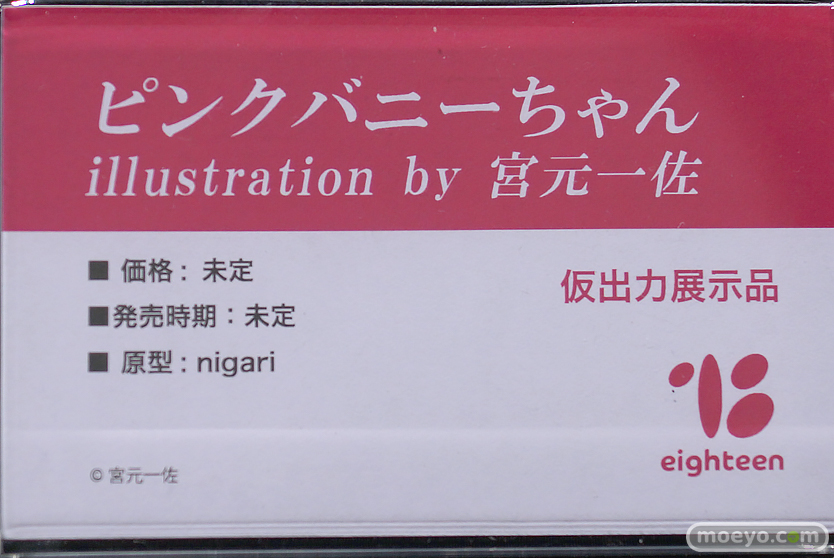 ピンクバニーちゃん
illustration by 宮元一佐
■ 価格: 未定
■発売時期：未定
■ 原型: nigari
仮出力展示品
eighteen
© 宮元一佐
moeyo.com